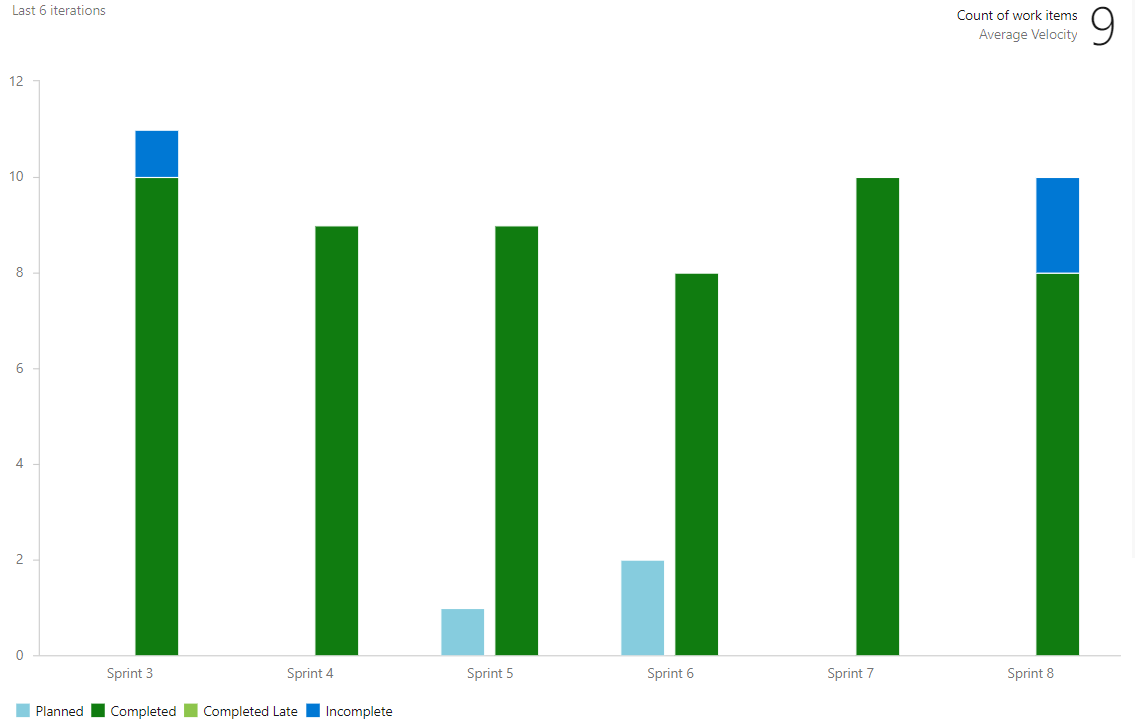 Last 6 iterations
Count of work items
Average Velocity
9
12
10
8
6
4
2
0
Sprint 3 Sprint 4 Sprint 5 Sprint 6 Sprint 7 Sprint 8
Planned Completed Completed Late Incomplete